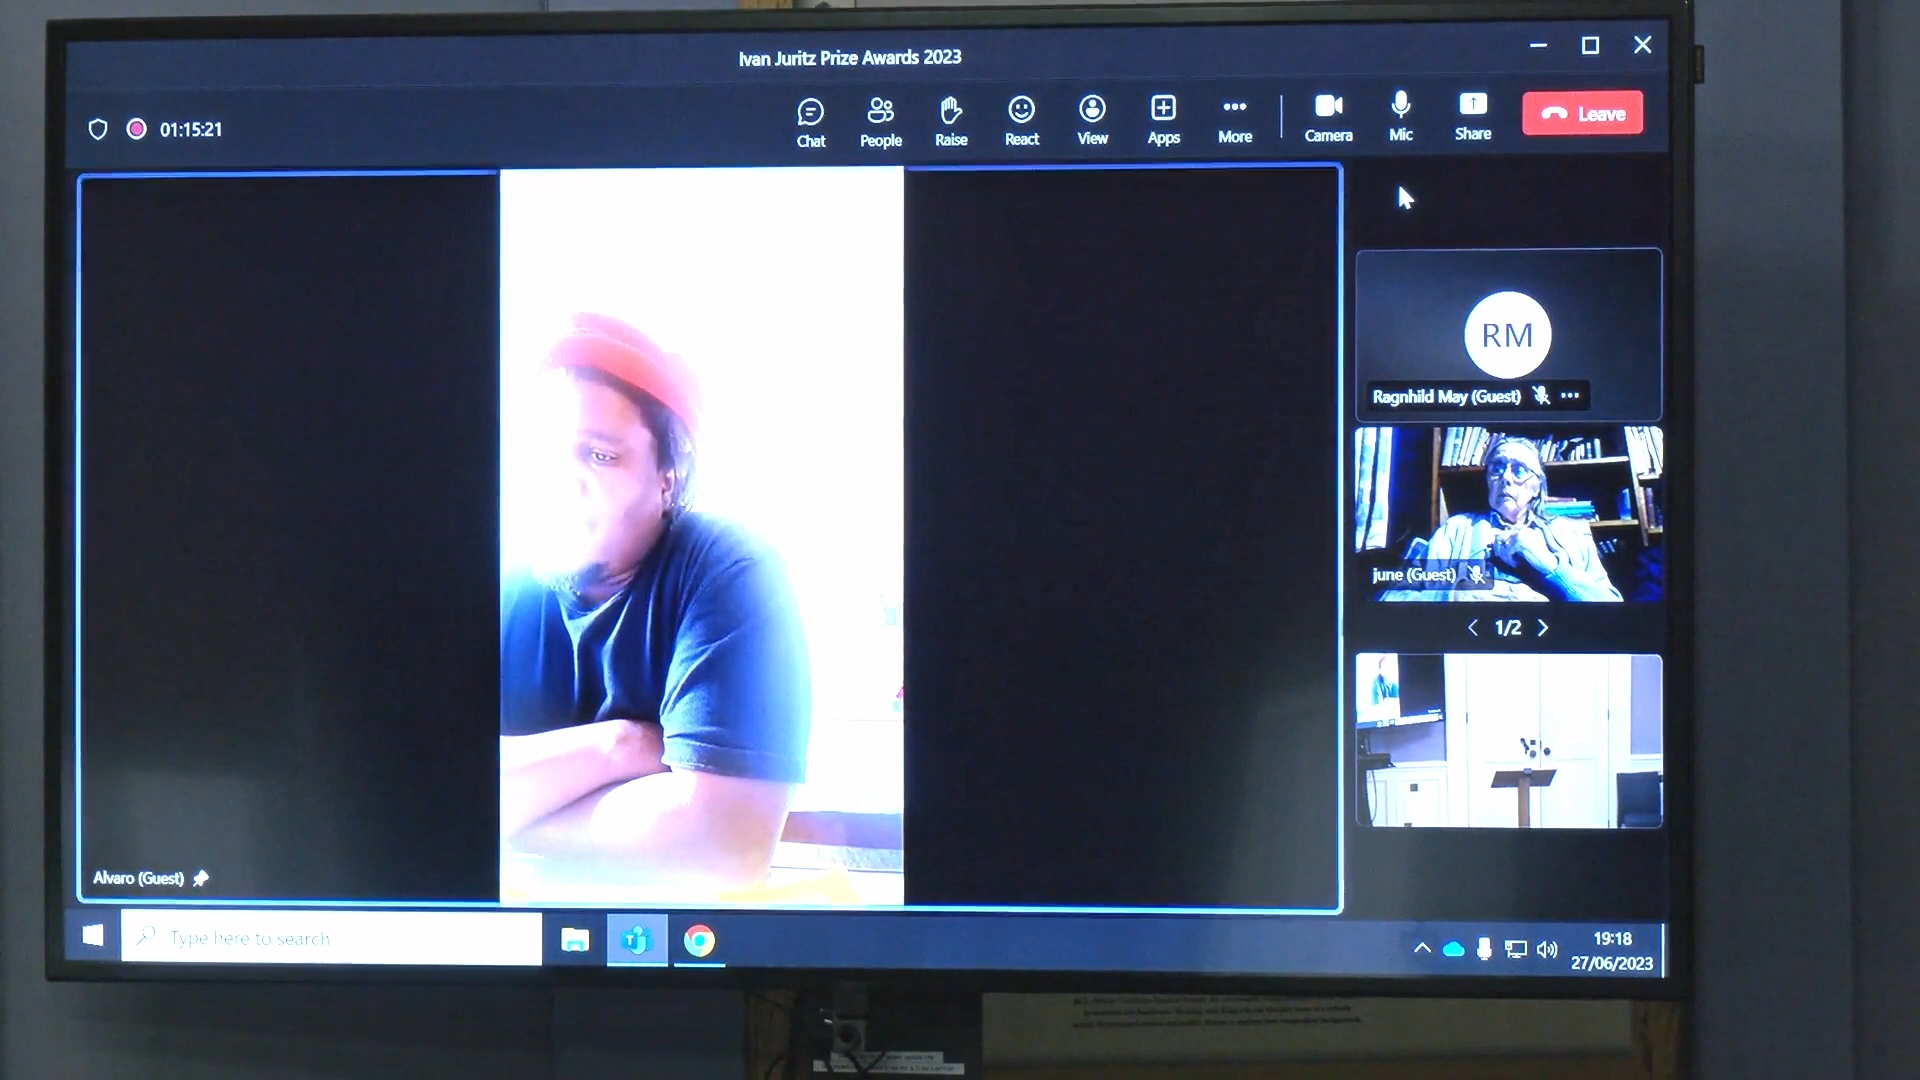 Ivan Juritz Prize Awards 2023
01:15:21
Chat
People
Raise
React
View
Apps
More
Camera
Mic
Share
Leave
RM
Ragnhild May (Guest)
june (Guest)
1/2
Alvaro (Guest)
Type here to search
19:18
27/06/2023